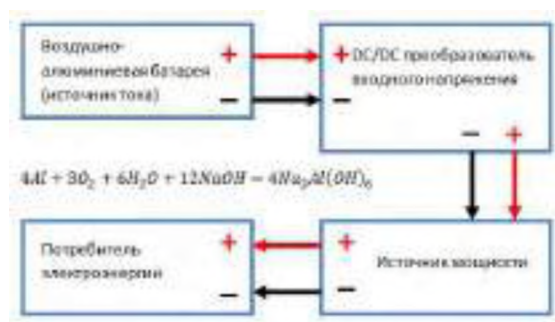 Воздушно-
алюминиевая батарея
(источник тока)
+
−
+
−
DC/DC преобразователь
входного напряжения
− +
4Al + 3O₂ + 6H₂O + 12NaOH = 4Na₃Al(OH)₆
Потребитель
электроэнергии
+
−
+
−
Источник мощности